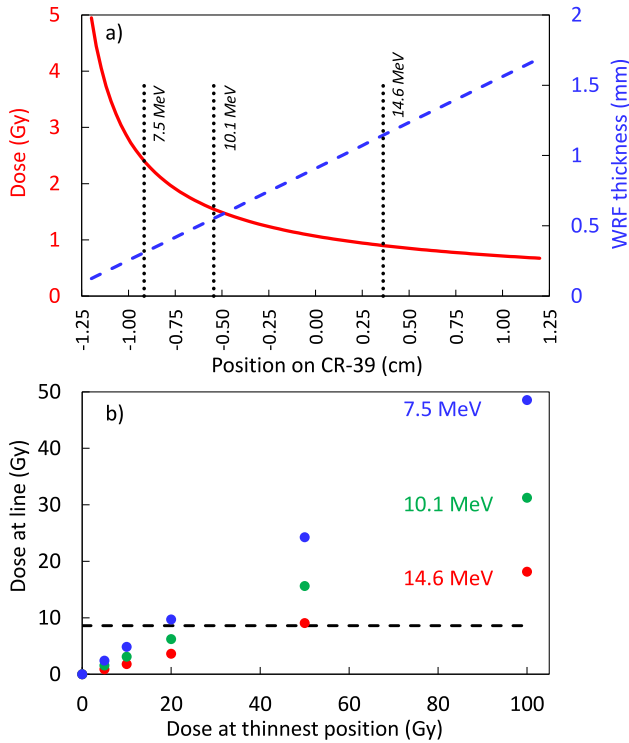 a)
5
4
3
2
1
0
Dose (Gy)
7.5 MeV
10.1 MeV
14.6 MeV
2
1.5
1
0.5
0
WRF thickness (mm)
-1.25
-1.00
-0.75
-0.50
-0.25
0.00
0.25
0.50
0.75
1.00
1.25
Position on CR-39 (cm)
b)
50
40
30
20
10
0
Dose at line (Gy)
7.5 MeV
10.1 MeV
14.6 MeV
0
20
40
60
80
100
Dose at thinnest position (Gy)